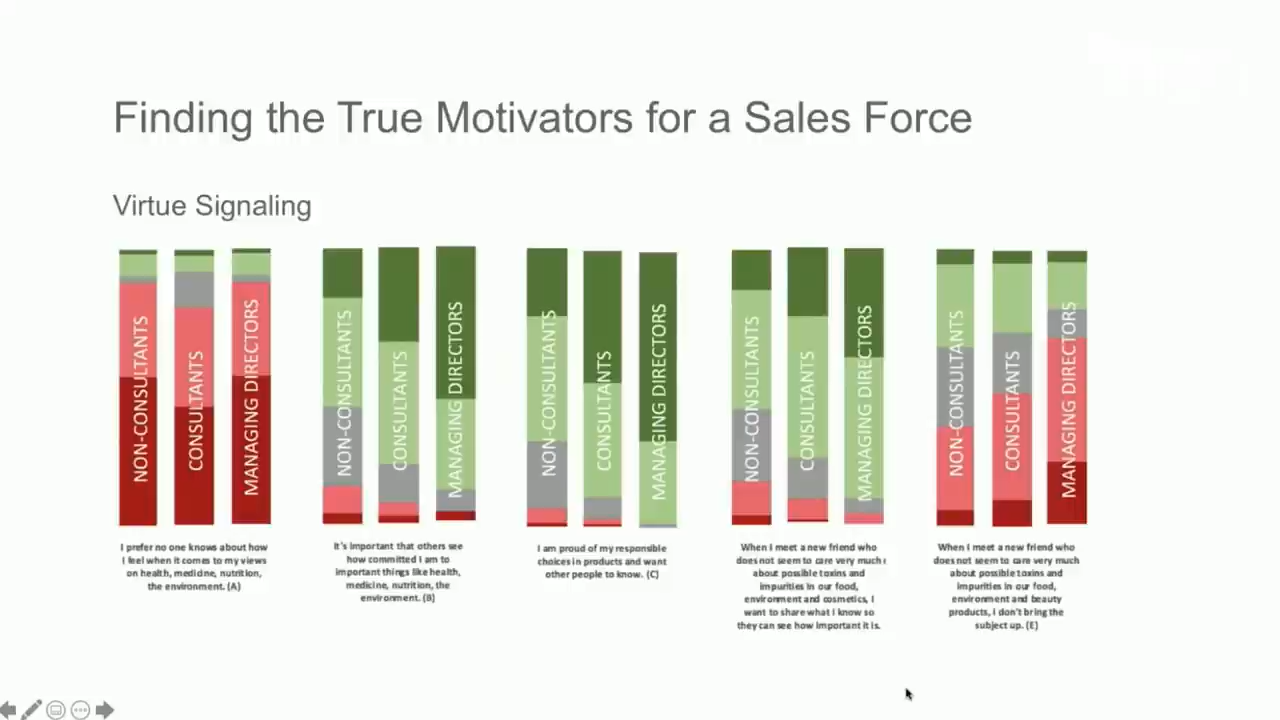 Finding the True Motivators for a Sales Force
Virtue Signaling
NON-CONSULTANTS
CONSULTANTS
MANAGING DIRECTORS
NON-CONSULTANTS
CONSULTANTS
MANAGING DIRECTORS
NON-CONSULTANTS
CONSULTANTS
MANAGING DIRECTORS
NON-CONSULTANTS
CONSULTANTS
MANAGING DIRECTORS
NON-CONSULTANTS
CONSULTANTS
MANAGING DIRECTORS
I prefer no one knows about how
I feel when it comes to my views
on health, medicine, nutrition,
the environment. (A)
It's important that others see
how committed I am to
important things like health,
medicine, nutrition, the
environment. (B)
I am proud of my responsible
choices in products and want
other people to know. (C)
When I meet a new friend who
does not seem to care very much
about possible toxins and
impurities in our food,
environment and cosmetics, I
want to share what I know so
they can see how important it is.
When I meet a new friend who
does not seem to care very much
about possible toxins and
impurities in our food,
environment and beauty
products, I don't bring the
subject up. (E)